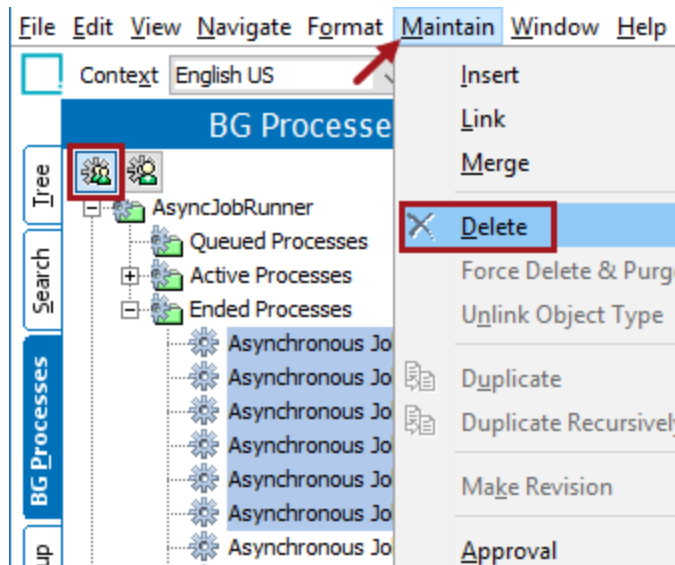 File Edit View Navigate Format Maintain Window Help
Context English US
BG Processe
Tree
Search
BG Processes
up
AsyncJobRunner
Queued Processes
Active Processes
Ended Processes
Asynchronous Jo
Asynchronous Jo
Asynchronous Jo
Asynchronous Jo
Asynchronous Jo
Asynchronous Jo
Asynchronous Jo
Insert
Link
Merge
Delete
Force Delete & Purg
Unlink Object Type
Duplicate
Duplicate Recursively
Make Revision
Approval